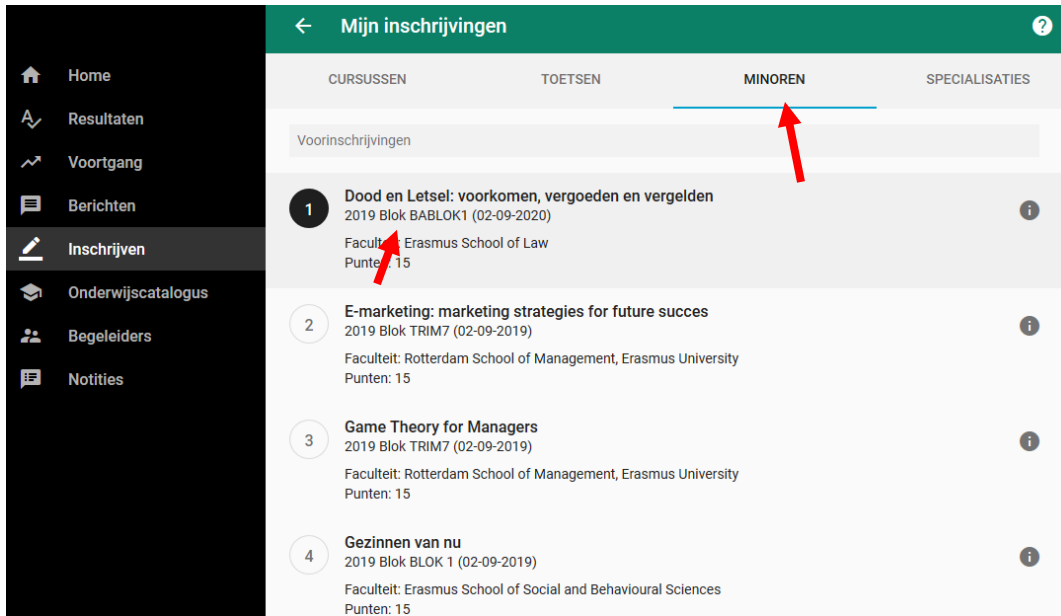 Mijn inschrijvingen
Home
Resultaten
Voortgang
Berichten
Inschrijven
Onderwijscatalogus
Begeleiders
Notities
CURSUSSEN TOETSEN MINOREN SPECIALISATIES
Voorinschrijvingen
1
Dood en Letsel: voorkomen, vergoeden en vergelden
2019 Blok BABLOK1 (02-09-2020)
Faculteit: Erasmus School of Law
Punten: 15
2
E-marketing: marketing strategies for future succes
2019 Blok TRIM7 (02-09-2019)
Faculteit: Rotterdam School of Management, Erasmus University
Punten: 15
3
Game Theory for Managers
2019 Blok TRIM7 (02-09-2019)
Faculteit: Rotterdam School of Management, Erasmus University
Punten: 15
4
Gezinnen van nu
2019 Blok BLOK 1 (02-09-2019)
Faculteit: Erasmus School of Social and Behavioural Sciences
Punten: 15